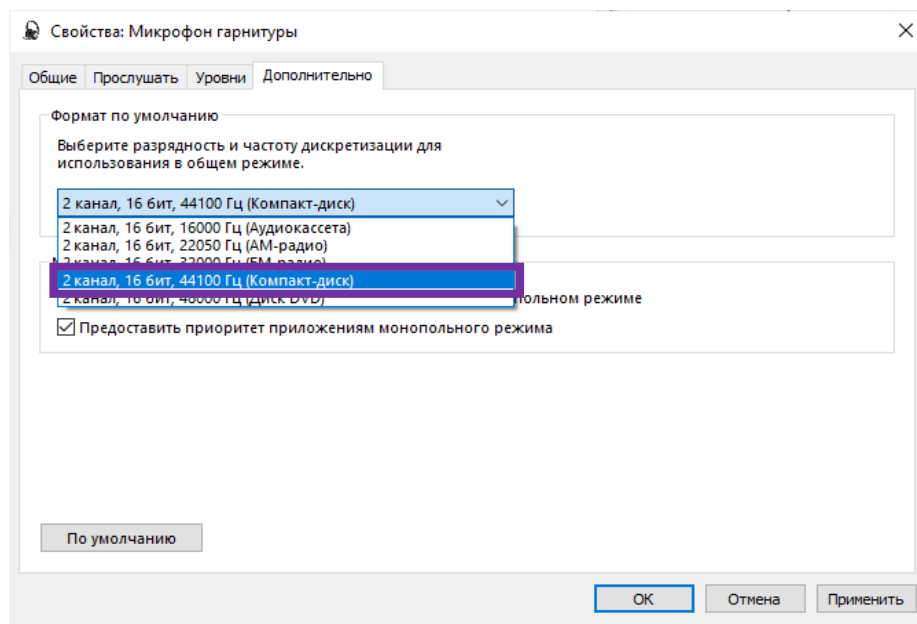 Свойства: Микрофон гарнитуры
Общие Прослушать Уровни Дополнительно
Формат по умолчанию
Выберите разрядность и частоту дискретизации для
использования в общем режиме.
2 канал, 16 бит, 44100 Гц (Компакт-диск)
2 канал, 16 бит, 16000 Гц (Аудиокассета)
2 канал, 16 бит, 22050 Гц (АМ-радио)
2 канал, 16 бит, 32000 Гц (FM-радио)
2 канал, 16 бит, 44100 Гц (Компакт-диск)
2 канал, 16 бит, 48000 Гц (Диск DVD)
режиме
Предоставить приоритет приложениям монопольного режима
По умолчанию
ОК Отмена Применить